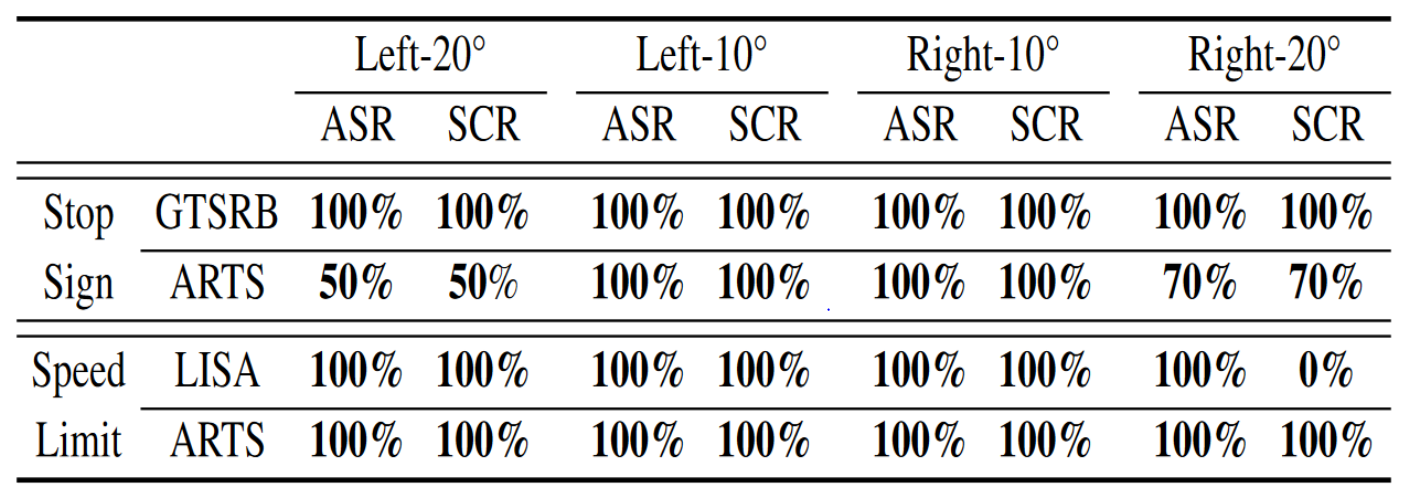 Left-20° Left-10° Right-10° Right-20°
ASR SCR ASR SCR ASR SCR ASR SCR
Stop GTSRB 100% 100% 100% 100% 100% 100% 100% 100%
Sign ARTS 50% 50% 100% 100% 100% 100% 70% 70%
Speed LISA 100% 100% 100% 100% 100% 100% 100% 0%
Limit ARTS 100% 100% 100% 100% 100% 100% 100% 100%